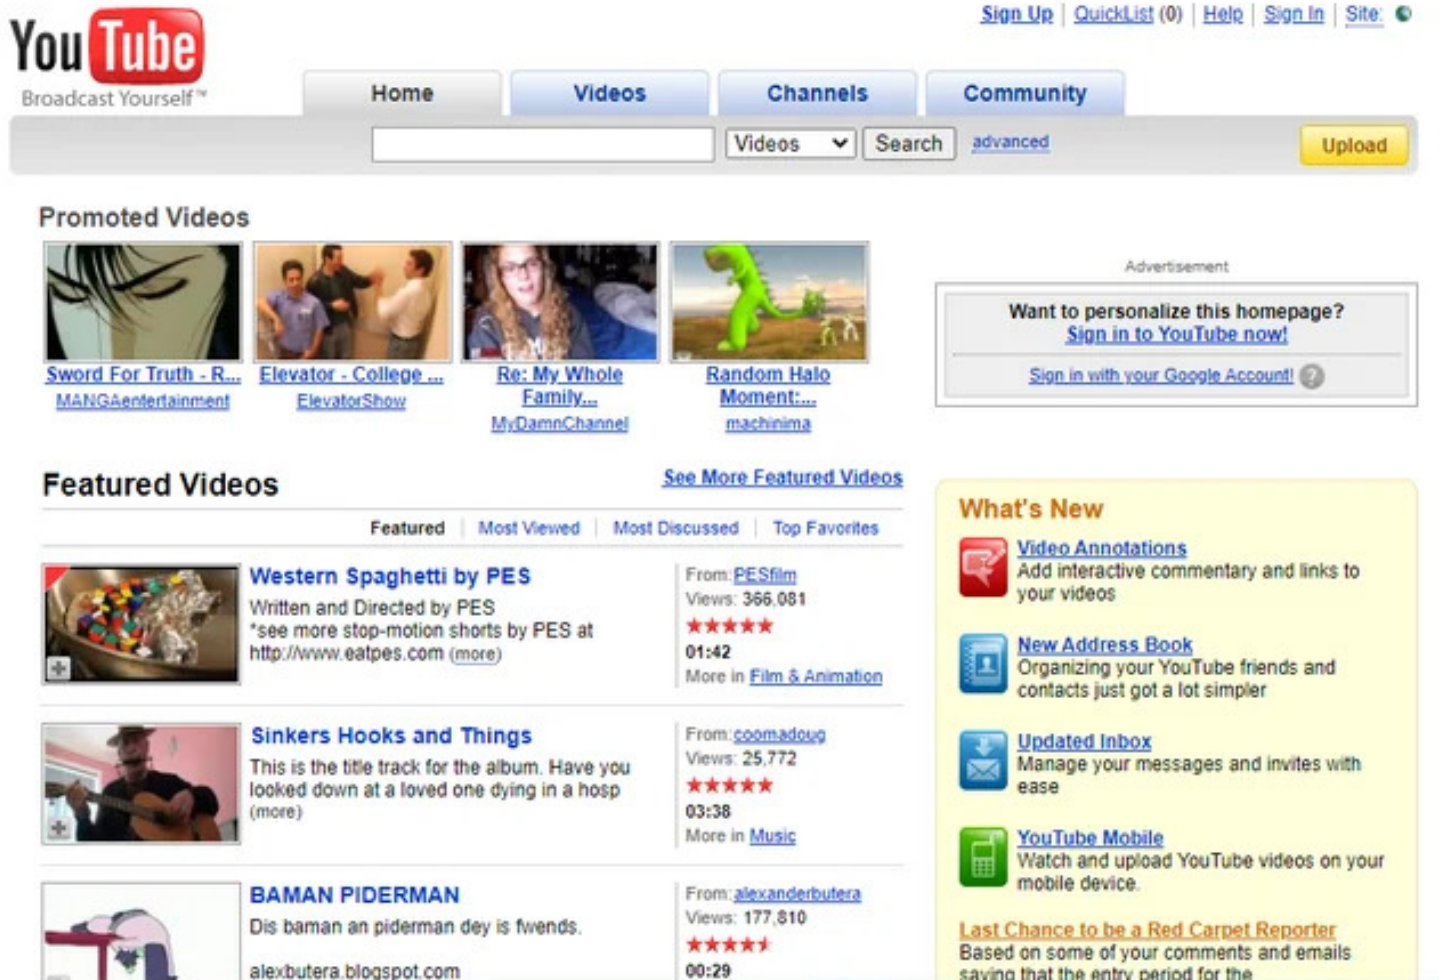 YouTube
Broadcast Yourself™
Sign Up | QuickList (0) | Help | Sign In | Site:
Home
Videos
Channels
Community
Videos
Search
advanced
Upload
Promoted Videos
Sword For Truth - R...
MANGAentertainment
Elevator - College ...
ElevatorShow
Re: My Whole
Family...
MyDamnChannel
Random Halo
Moment:...
machinima
Advertisement
Want to personalize this homepage?
Sign in to YouTube now!
Sign in with your Google Account! ?
Featured Videos
See More Featured Videos
Featured | Most Viewed | Most Discussed | Top Favorites
Western Spaghetti by PES
Written and Directed by PES
*see more stop-motion shorts by PES at
http://www.eatpes.com (more)
From: PESfilm
Views: 366,081
01:42
More in Film & Animation
Sinkers Hooks and Things
This is the title track for the album. Have you
looked down at a loved one dying in a hosp
(more)
From: coomadoug
Views: 25,772
03:38
More in Music
BAMAN PIDERMAN
Dis baman an piderman dey is fwends.
alexbutera.blogspot.com
From: alexanderbutera
Views: 177,810
00:29
What's New
Video Annotations
Add interactive commentary and links to
your videos
New Address Book
Organizing your YouTube friends and
contacts just got a lot simpler
Updated Inbox
Manage your messages and invites with
ease
YouTube Mobile
Watch and upload YouTube videos on your
mobile device.
Last Chance to be a Red Carpet Reporter
Based on some of your comments and emails
saying that the entry period for the